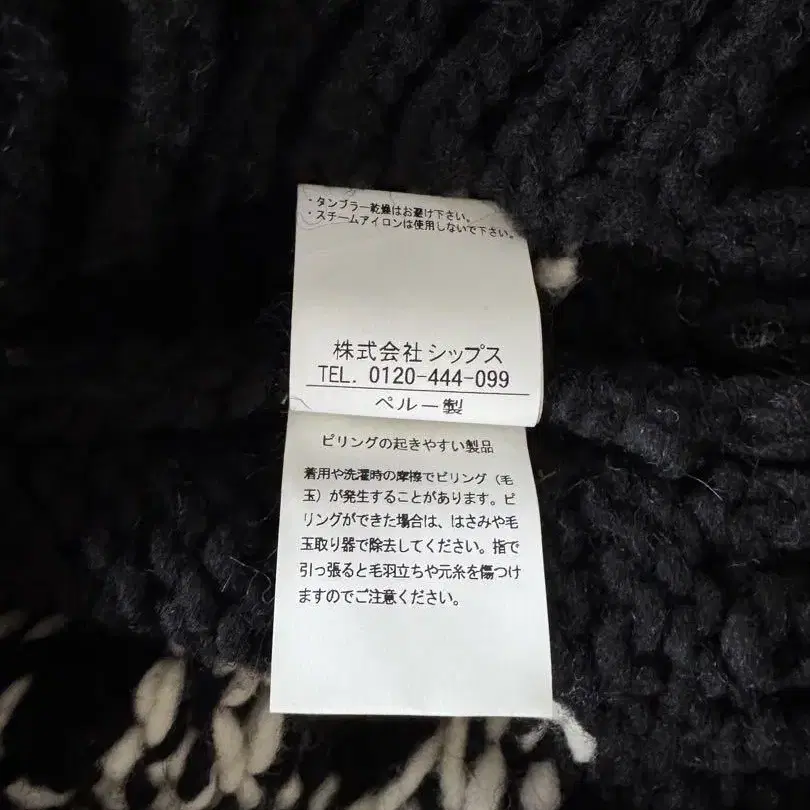 ・タンブラー乾燥はお避け下さい。
・スチームアイロンは使用しないで下さい。
株式会社 シップス
TEL. 0120-444-099
ペルー製
ピリングの起きやすい製品
着用や洗濯時の摩擦でピリング（毛
玉）が発生することがあります。ピ
リングができた場合は、はさみや毛
玉取り器で除去してください。指で
引っ張ると毛羽立ちや元糸を傷つけ
ますのでご注意ください。